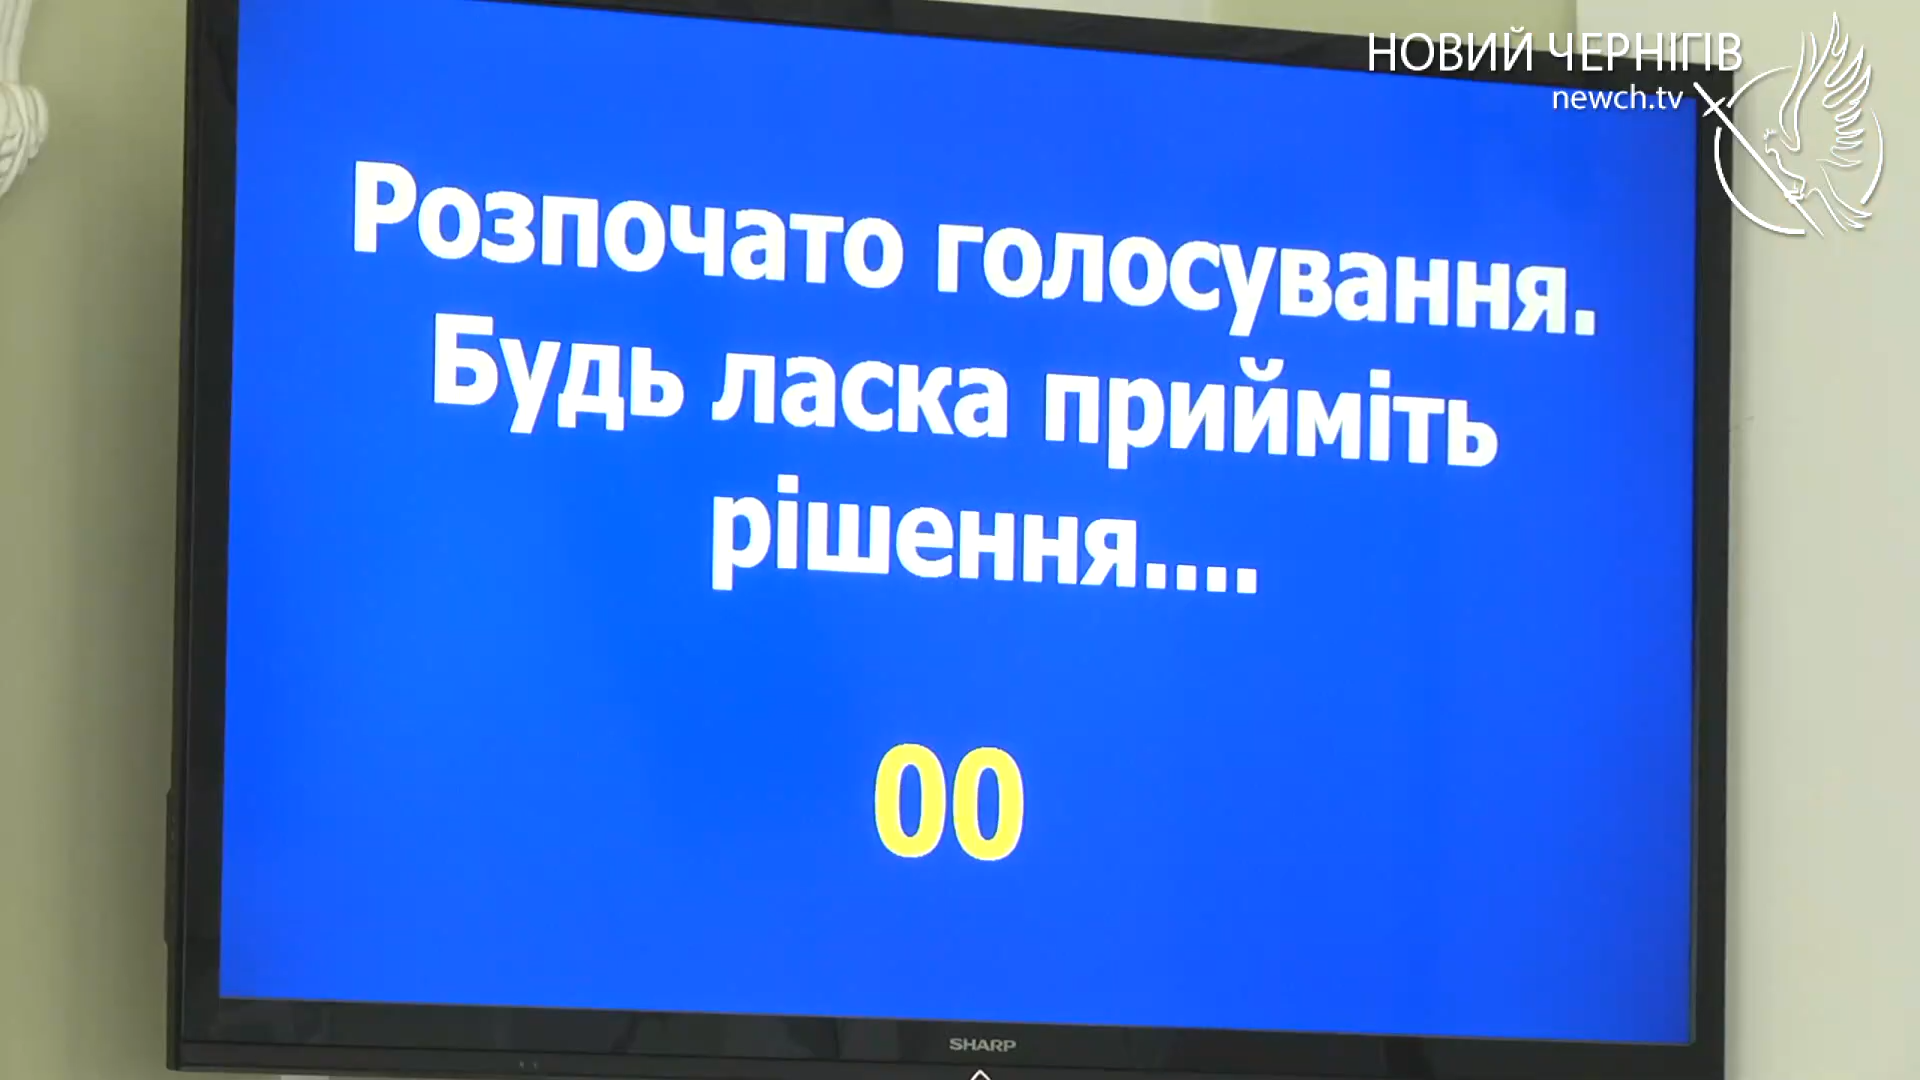 НОВИЙ ЧЕРНІГІВ
newch.tv
Розпочато голосування.
Будь ласка прийміть
рішення....
00
SHARP